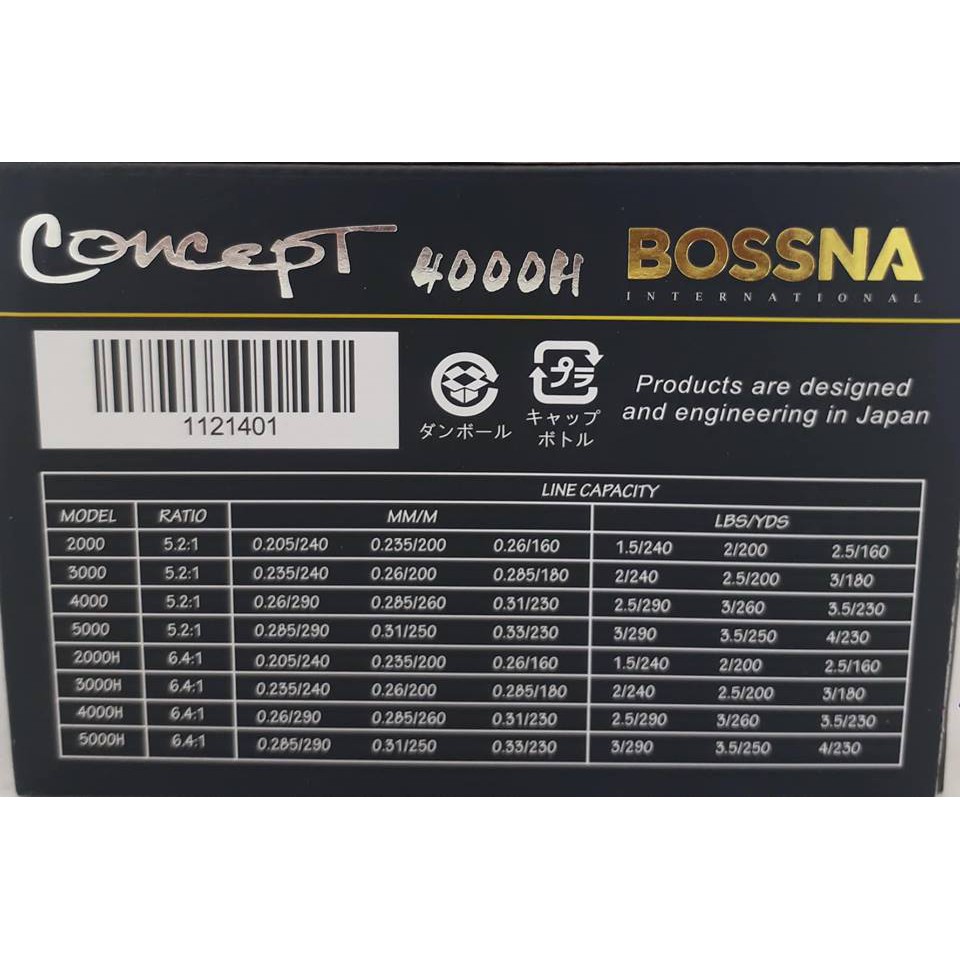 Concept 4000H BOSSNA
INTERNATIONAL
1121401
ダンボール
プラ
キャップ
ボトル
Products are designed
and engineering in Japan
LINE CAPACITY
MODEL RATIO MM/M LBS/YDS
2000 5.2:1 0.205/240 0.235/200 0.26/160 1.5/240 2/200 2.5/160
3000 5.2:1 0.235/240 0.26/200 0.285/180 2/240 2.5/200 3/180
4000 5.2:1 0.26/290 0.285/260 0.31/230 2.5/290 3/260 3.5/230
5000 5.2:1 0.285/290 0.31/250 0.33/230 3/290 3.5/250 4/230
2000H 6.4:1 0.205/240 0.235/200 0.26/160 1.5/240 2/200 2.5/160
3000H 6.4:1 0.235/240 0.26/200 0.285/180 2/240 2.5/200 3/180
4000H 6.4:1 0.26/290 0.285/260 0.31/230 2.5/290 3/260 3.5/230
5000H 6.4:1 0.285/290 0.31/250 0.33/230 3/290 3.5/250 4/230